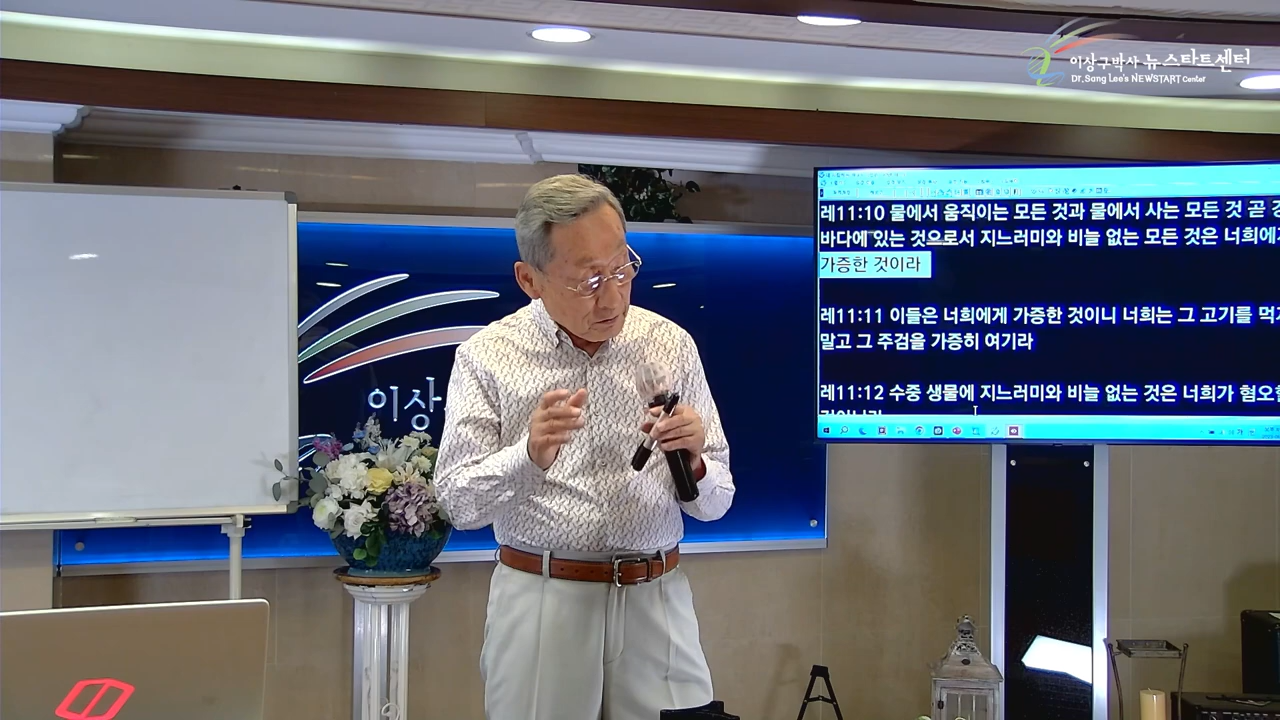 이상구박사 뉴스타트센터
Dr.Sang Lee's NEWSTART Center
레11:10 물에서 움직이는 모든 것과 물에서 사는 모든 것 곧
바다에 있는 것으로서 지느러미와 비늘 없는 모든 것은 너희에게
가증한 것이라
레11:11 이들은 너희에게 가증한 것이니 너희는 그 고기를 먹지
말고 그 주검을 가증히 여기라
레11:12 수중 생물에 지느러미와 비늘 없는 것은 너희가 혐오할
이상